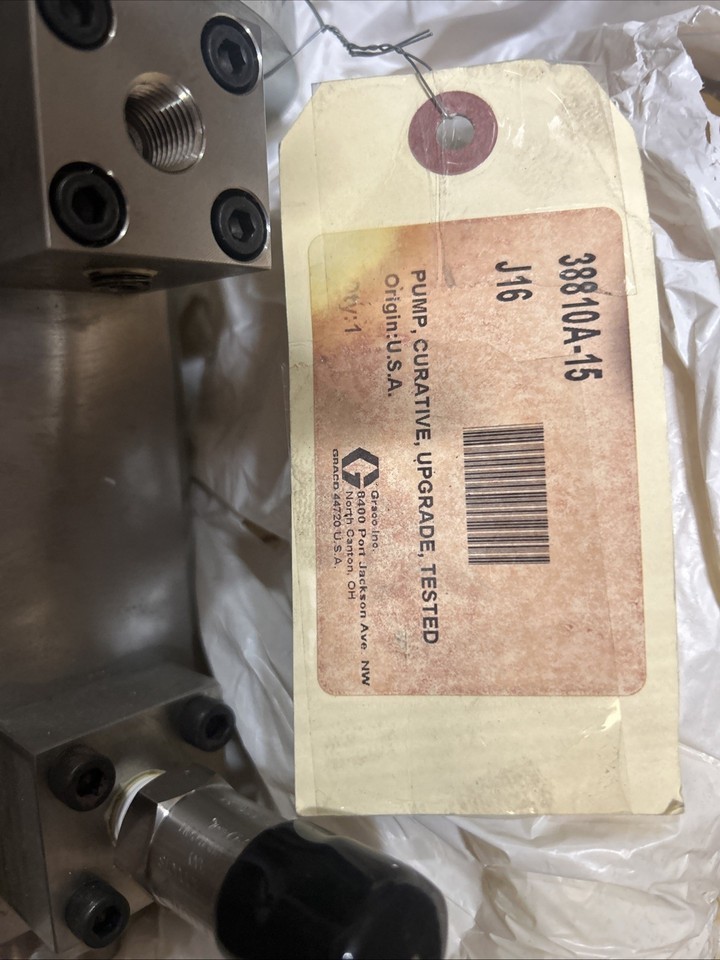 38810A-15
J16
PUMP, CURATIVE, UPGRADE, TESTED
Origin:U.S.A.
Qty:1
Graco Inc.
8400 Port Jackson Ave. NW
North Canton, OH
44720 U.S.A.
GRACO